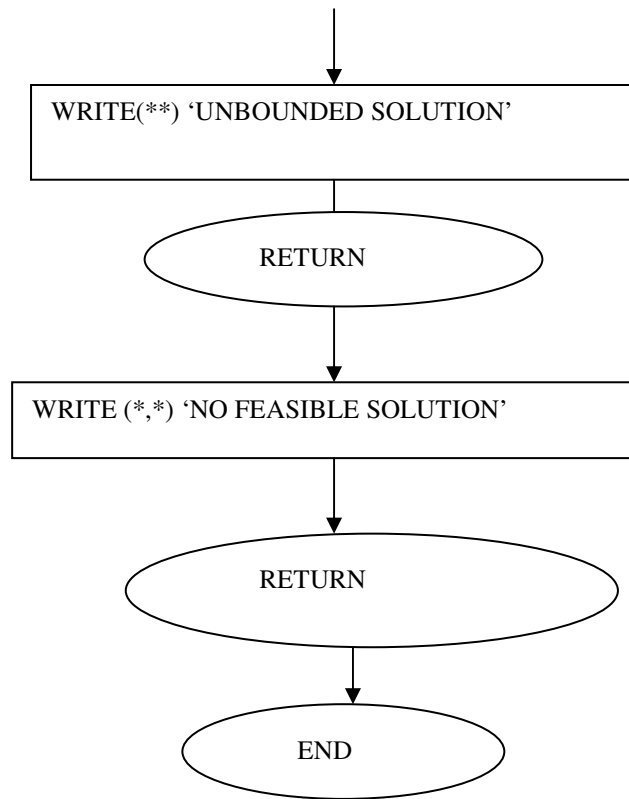 WRITE(**) ‘UNBOUNDED SOLUTION’
RETURN
WRITE (*,*) ‘NO FEASIBLE SOLUTION’
RETURN
END